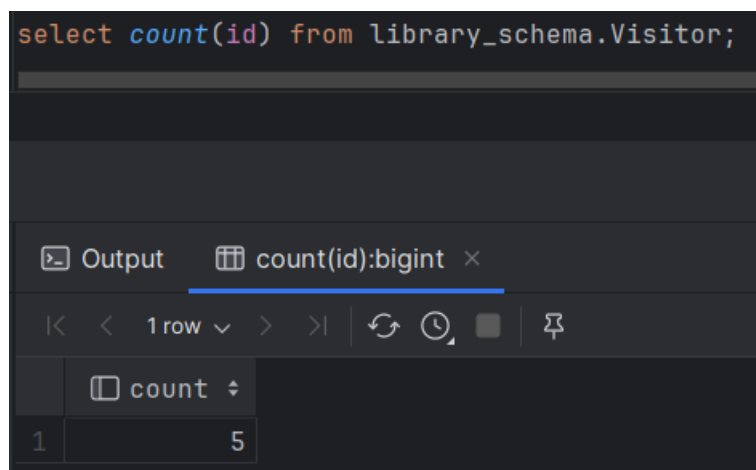 select count(id) from library_schema.Visitor;
Output count(id):bigint
1 row
count
1 5